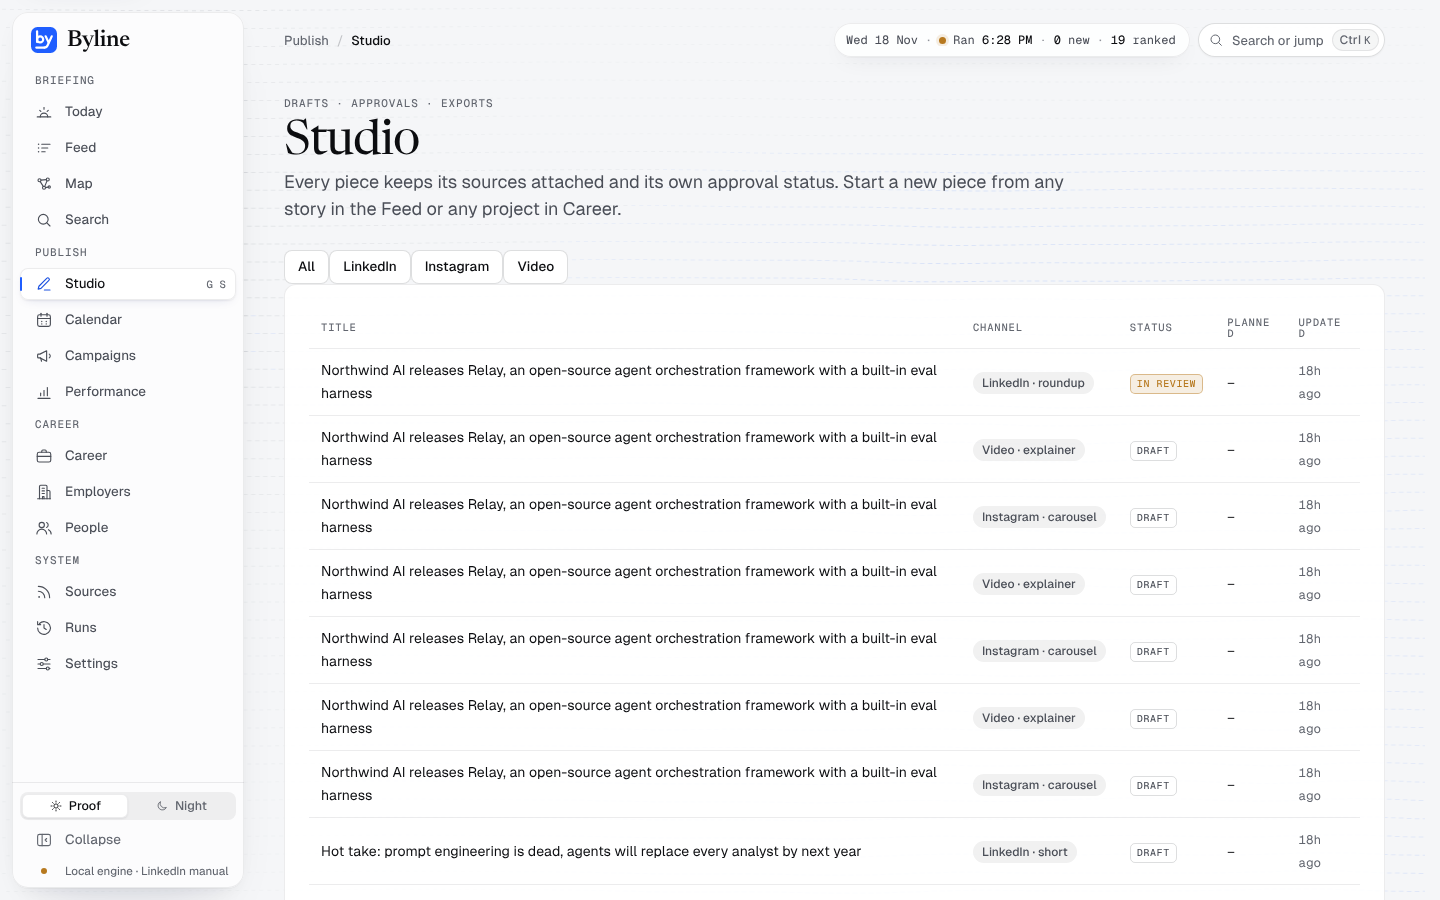 by Byline
BRIEFING
Today
Feed
Map
Search
PUBLISH
Studio G S
Calendar
Campaigns
Performance
CAREER
Career
Employers
People
SYSTEM
Sources
Runs
Settings
Proof Night
Collapse
Local engine · LinkedIn manual
Publish / Studio
Wed 18 Nov · Ran 6:28 PM · 0 new · 19 ranked
Search or jump Ctrl K
DRAFTS · APPROVALS · EXPORTS
Studio
Every piece keeps its sources attached and its own approval status. Start a new piece from any
story in the Feed or any project in Career.
All LinkedIn Instagram Video
TITLE CHANNEL STATUS PLANNE UPDATE
D D
Northwind AI releases Relay, an open-source agent orchestration framework with a built-in eval 18h
LinkedIn · roundup IN REVIEW –
harness ago
Northwind AI releases Relay, an open-source agent orchestration framework with a built-in eval 18h
Video · explainer DRAFT –
harness ago
Northwind AI releases Relay, an open-source agent orchestration framework with a built-in eval 18h
Instagram · carousel DRAFT –
harness ago
Northwind AI releases Relay, an open-source agent orchestration framework with a built-in eval 18h
Video · explainer DRAFT –
harness ago
Northwind AI releases Relay, an open-source agent orchestration framework with a built-in eval 18h
Instagram · carousel DRAFT –
harness ago
Northwind AI releases Relay, an open-source agent orchestration framework with a built-in eval 18h
Video · explainer DRAFT –
harness ago
Northwind AI releases Relay, an open-source agent orchestration framework with a built-in eval 18h
Instagram · carousel DRAFT –
harness ago
18h
Hot take: prompt engineering is dead, agents will replace every analyst by next year LinkedIn · short DRAFT –
ago